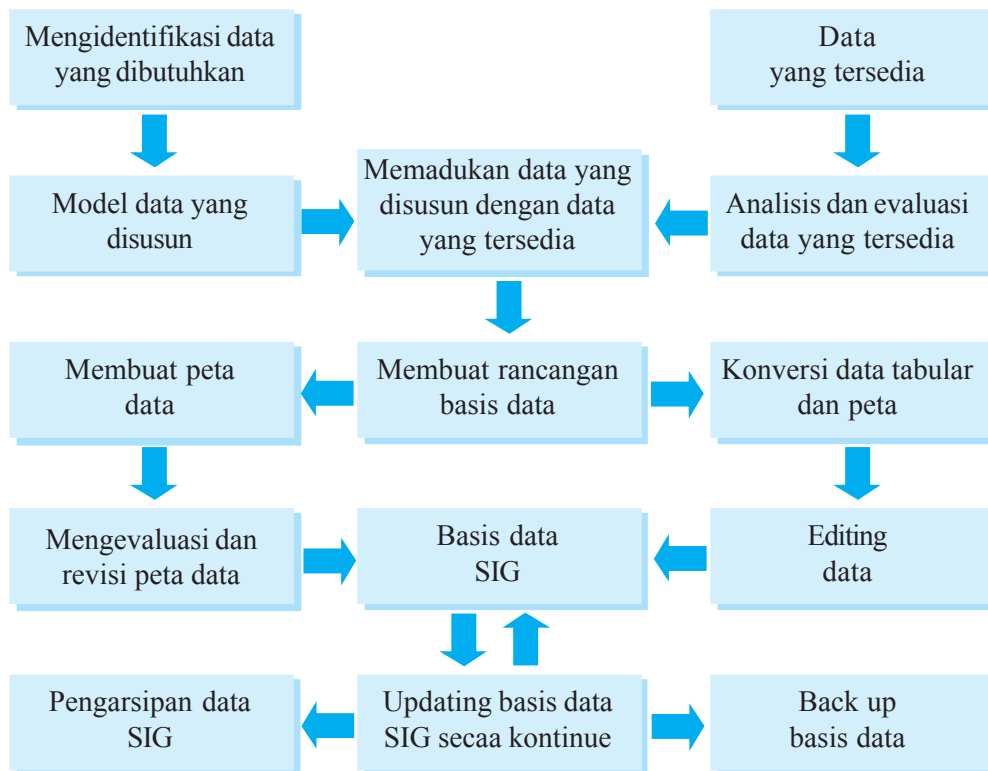 Mengidentifikasi data
yang dibutuhkan
Data
yang tersedia
Model data yang
disusun
Memadukan data yang
disusun dengan data
yang tersedia
Analisis dan evaluasi
data yang tersedia
Membuat peta
data
Membuat rancangan
basis data
Konversi data tabular
dan peta
Mengevaluasi dan
revisi peta data
Basis data
SIG
Editing
data
Pengarsipan data
SIG
Updating basis data
SIG secaa kontinue
Back up
basis data